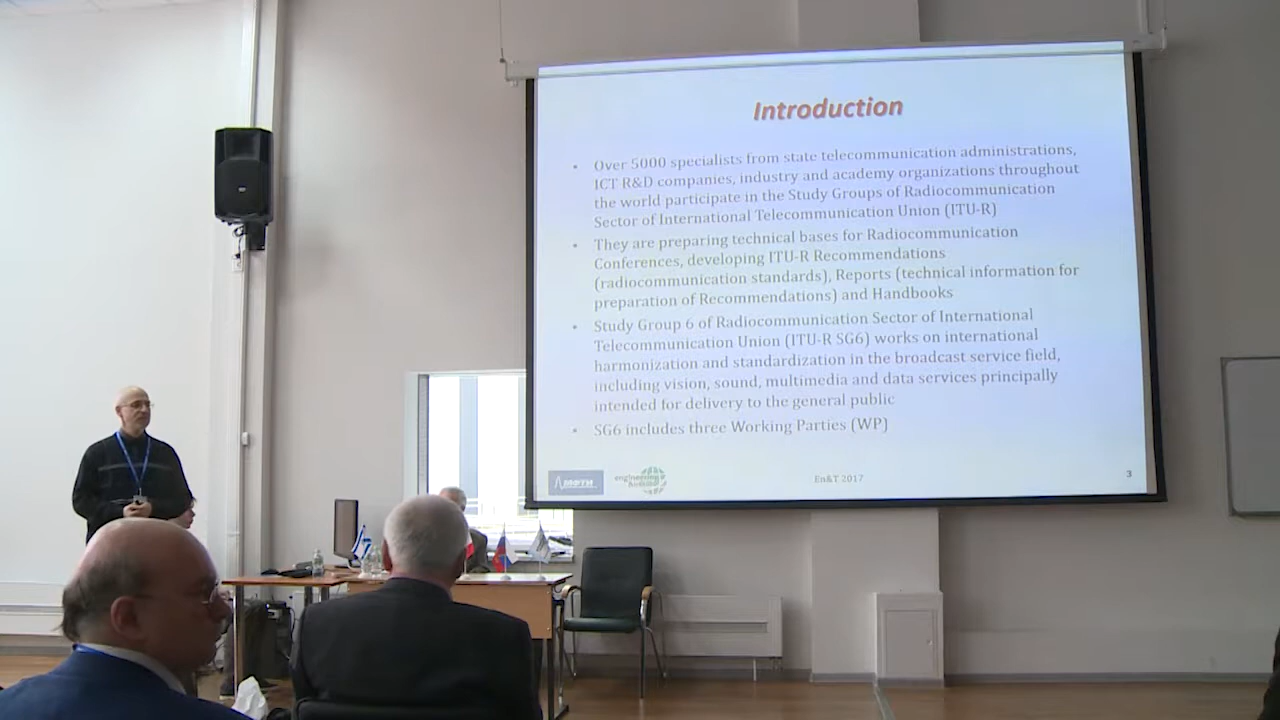 Introduction
• Over 5000 specialists from state telecommunication administrations,
ICT R&D companies, industry and academy organizations throughout
the world participate in the Study Groups of Radiocommunication
Sector of International Telecommunication Union (ITU-R)
• They are preparing technical bases for Radiocommunication
Conferences, developing ITU-R Recommendations
(radiocommunication standards), Reports (technical information for
preparation of Recommendations) and Handbooks
• Study Group 6 of Radiocommunication Sector of International
Telecommunication Union (ITU-R SG6) works on international
harmonization and standardization in the broadcast service field,
including vision, sound, multimedia and data services principally
intended for delivery to the general public
• SG6 includes three Working Parties (WP)
En&T 2017
3